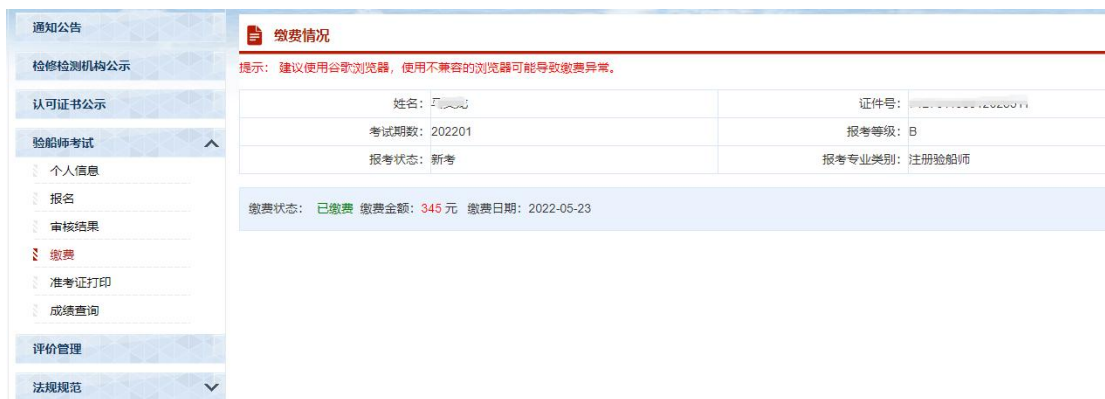 通知公告
检修检测机构公示
认可证书公示
验船师考试
个人信息
报名
审核结果
缴费
准考证打印
成绩查询
评价管理
法规规范
缴费情况
提示： 建议使用谷歌浏览器，使用不兼容的浏览器可能导致缴费异常。
姓名： 证件号：
考试期数： 202201 报考等级： B
报考状态： 新考 报考专业类别： 注册验船师
缴费状态： 已缴费 缴费金额：345 元 缴费日期：2022-05-23